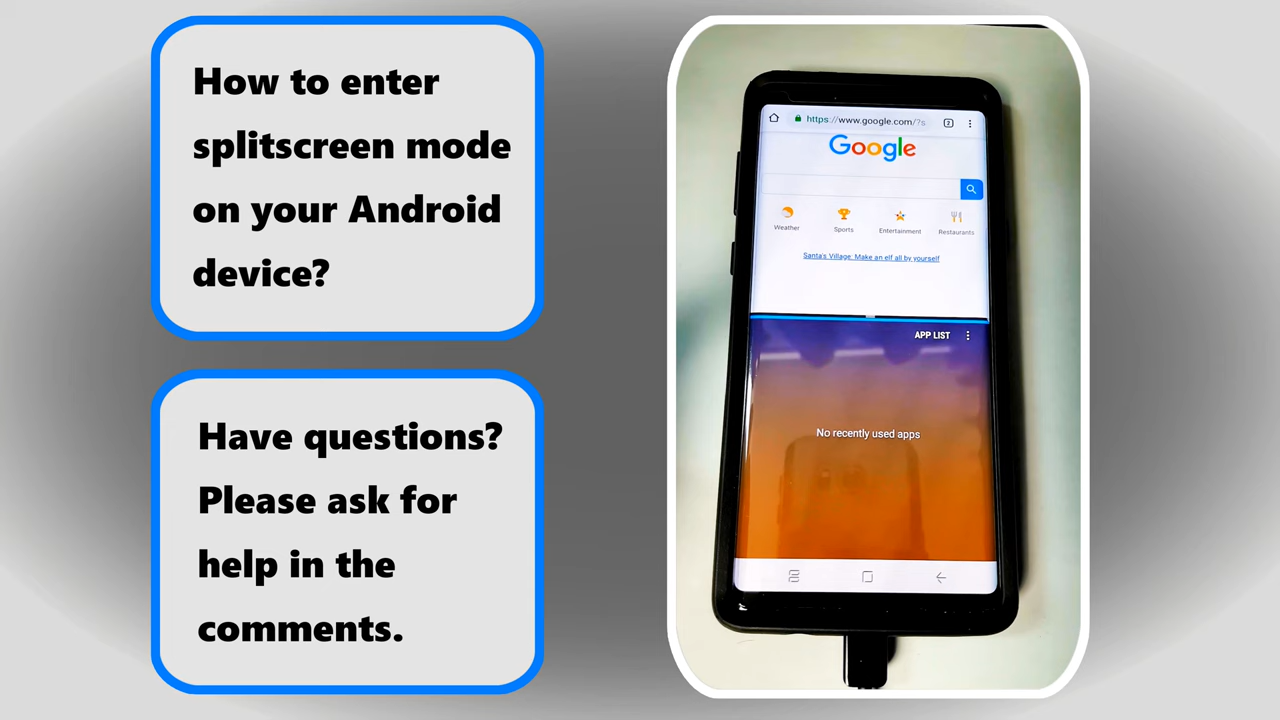 How to enter
splitscreen mode
on your Android
device?
Have questions?
Please ask for
help in the
comments.
https://www.google.com/?s
2
Google
Weather
Sports
Entertainment
Restaurants
Santa's Village: Make an elf all by yourself
APP LIST
No recently used apps